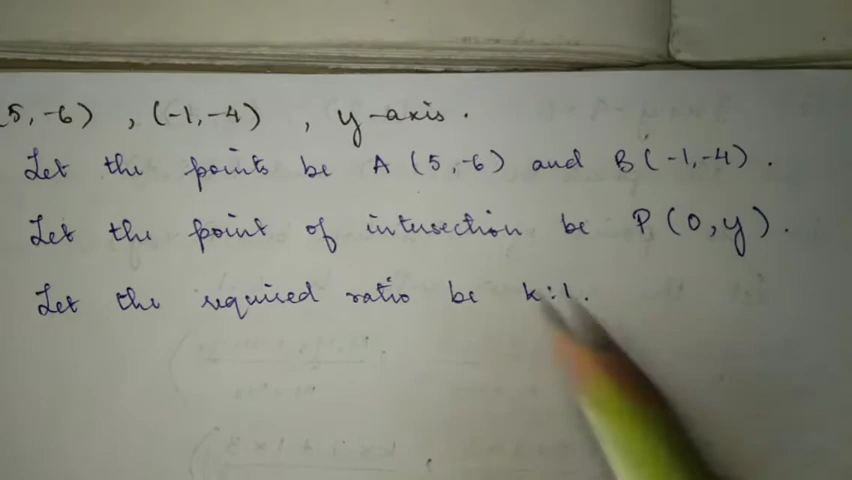 (5,-6) , (-1,-4) , y-axis.
Let the points be A (5,-6) and B(-1,-4).
Let the point of intersection be P(0,y).
Let the required ratio be k:1.